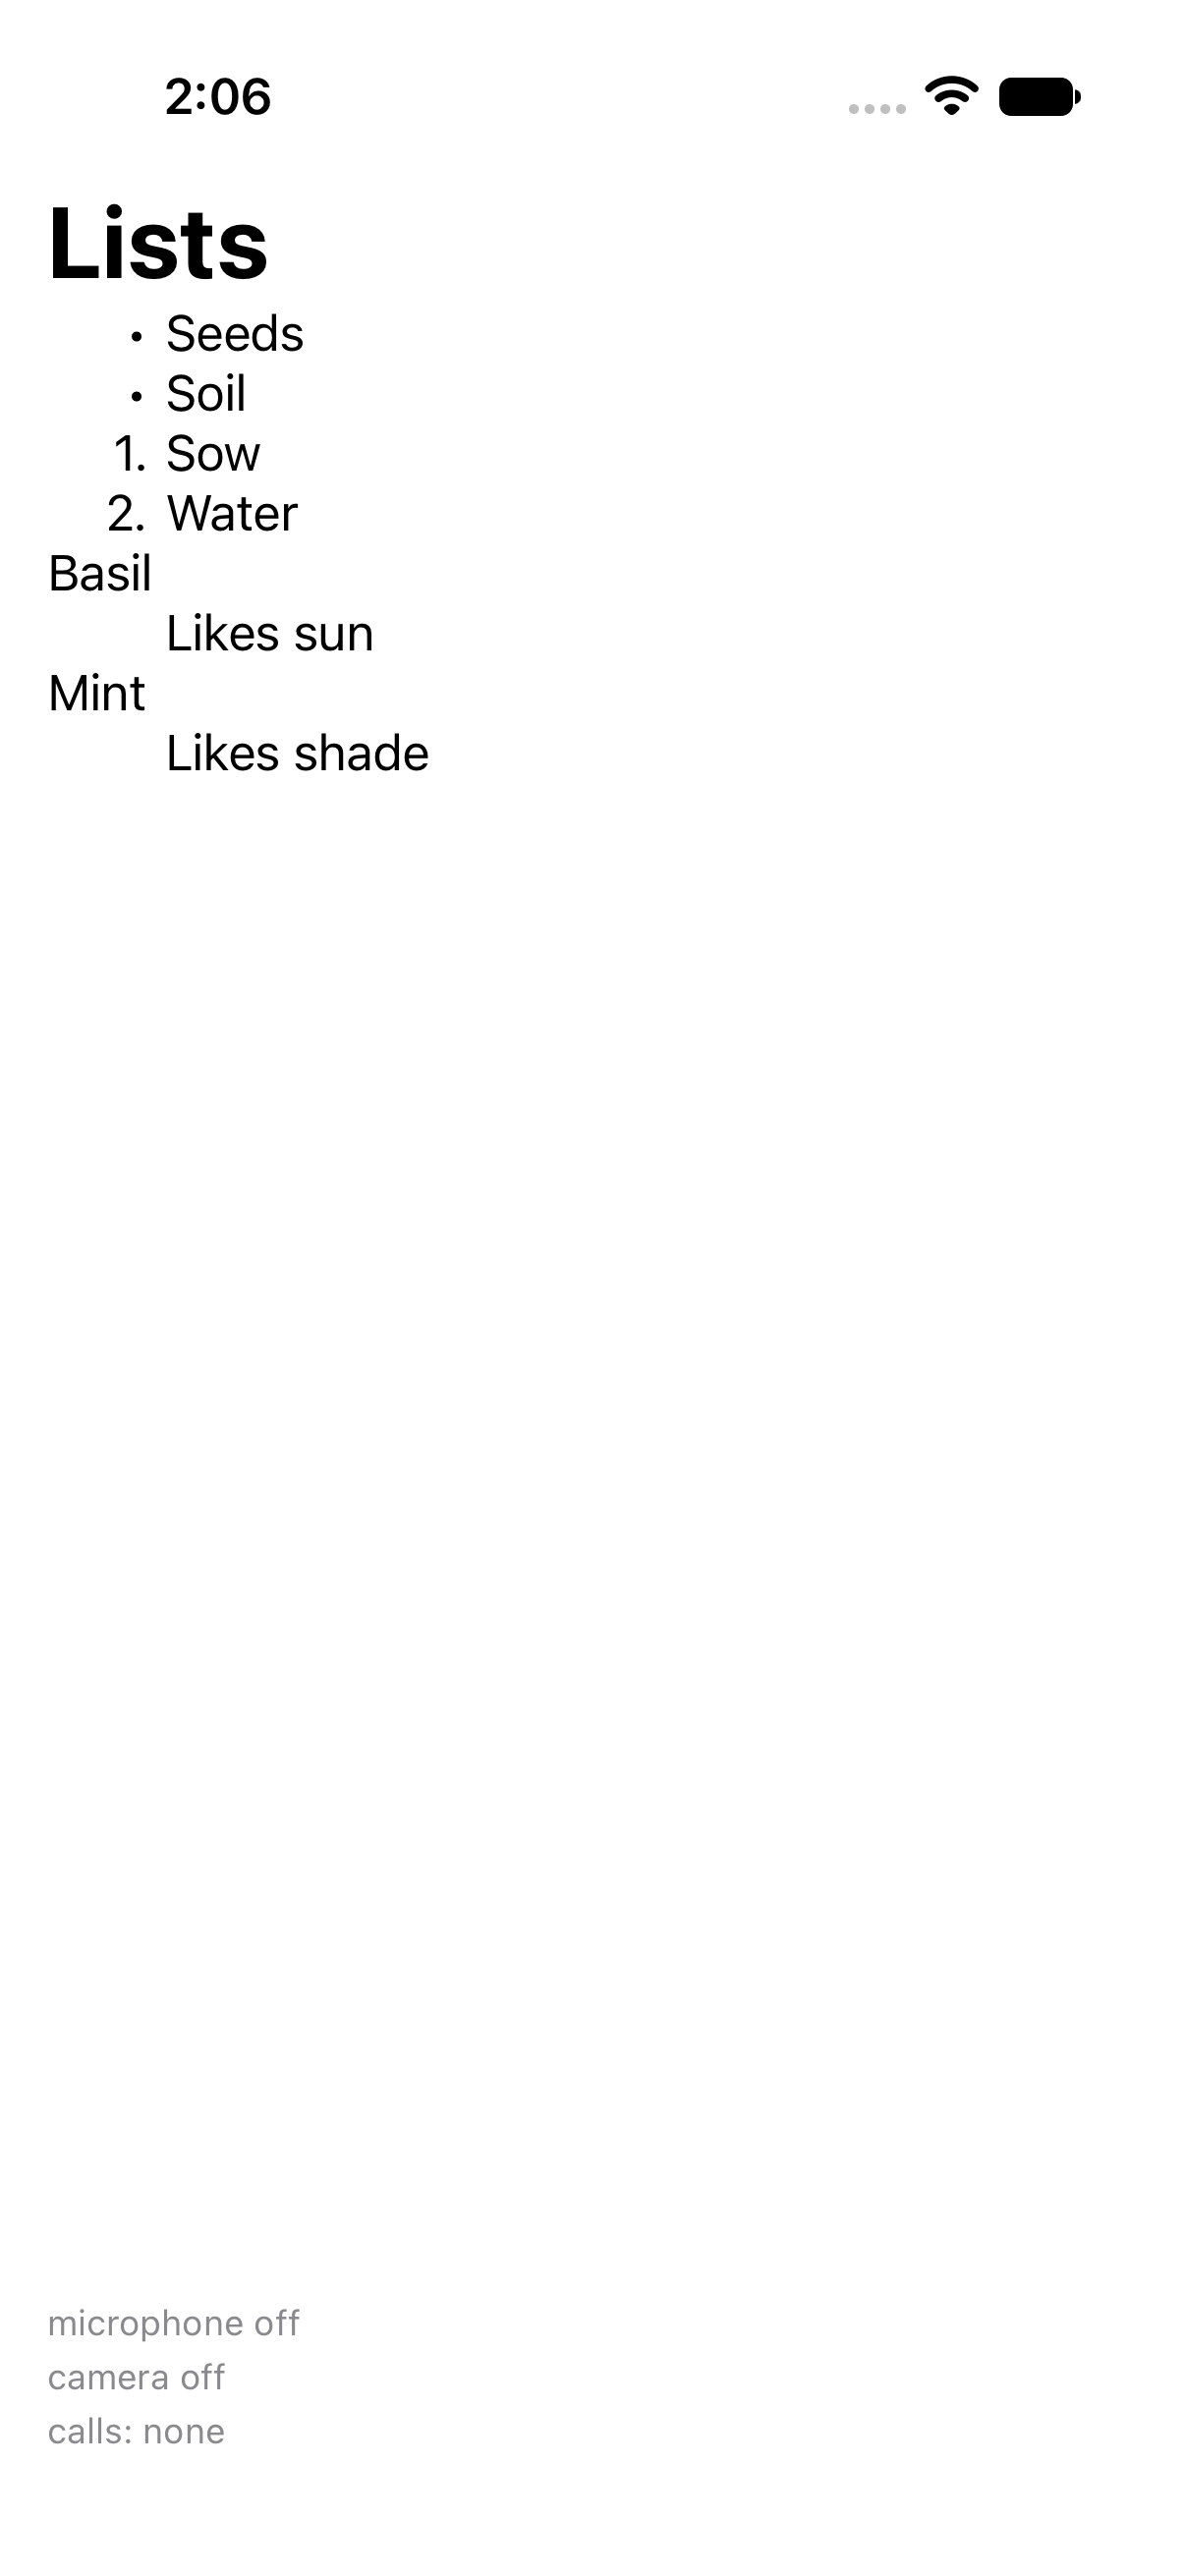 2:06
Lists
• Seeds
• Soil
1. Sow
2. Water
Basil
Likes sun
Mint
Likes shade
microphone off
camera off
calls: none